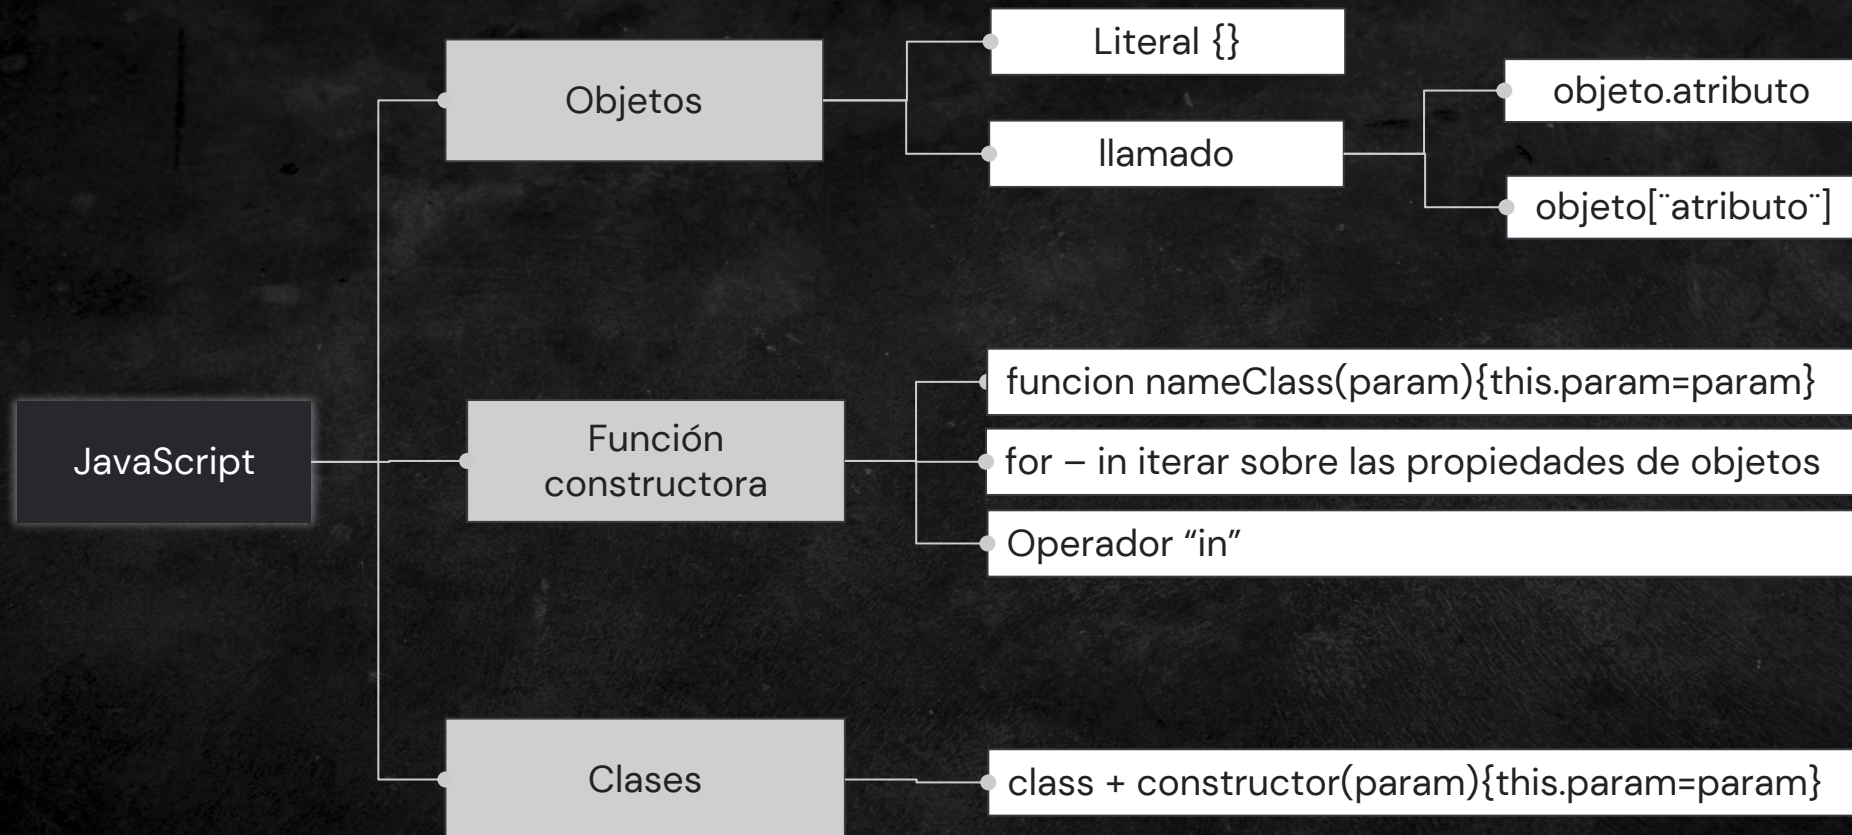 JavaScript
Objetos
Literal {}
llamado
objeto.atributo
objeto[¨atributo¨]
Función
constructora
funcion nameClass(param){this.param=param}
for – in iterar sobre las propiedades de objetos
Operador “in”
Clases
class + constructor(param){this.param=param}